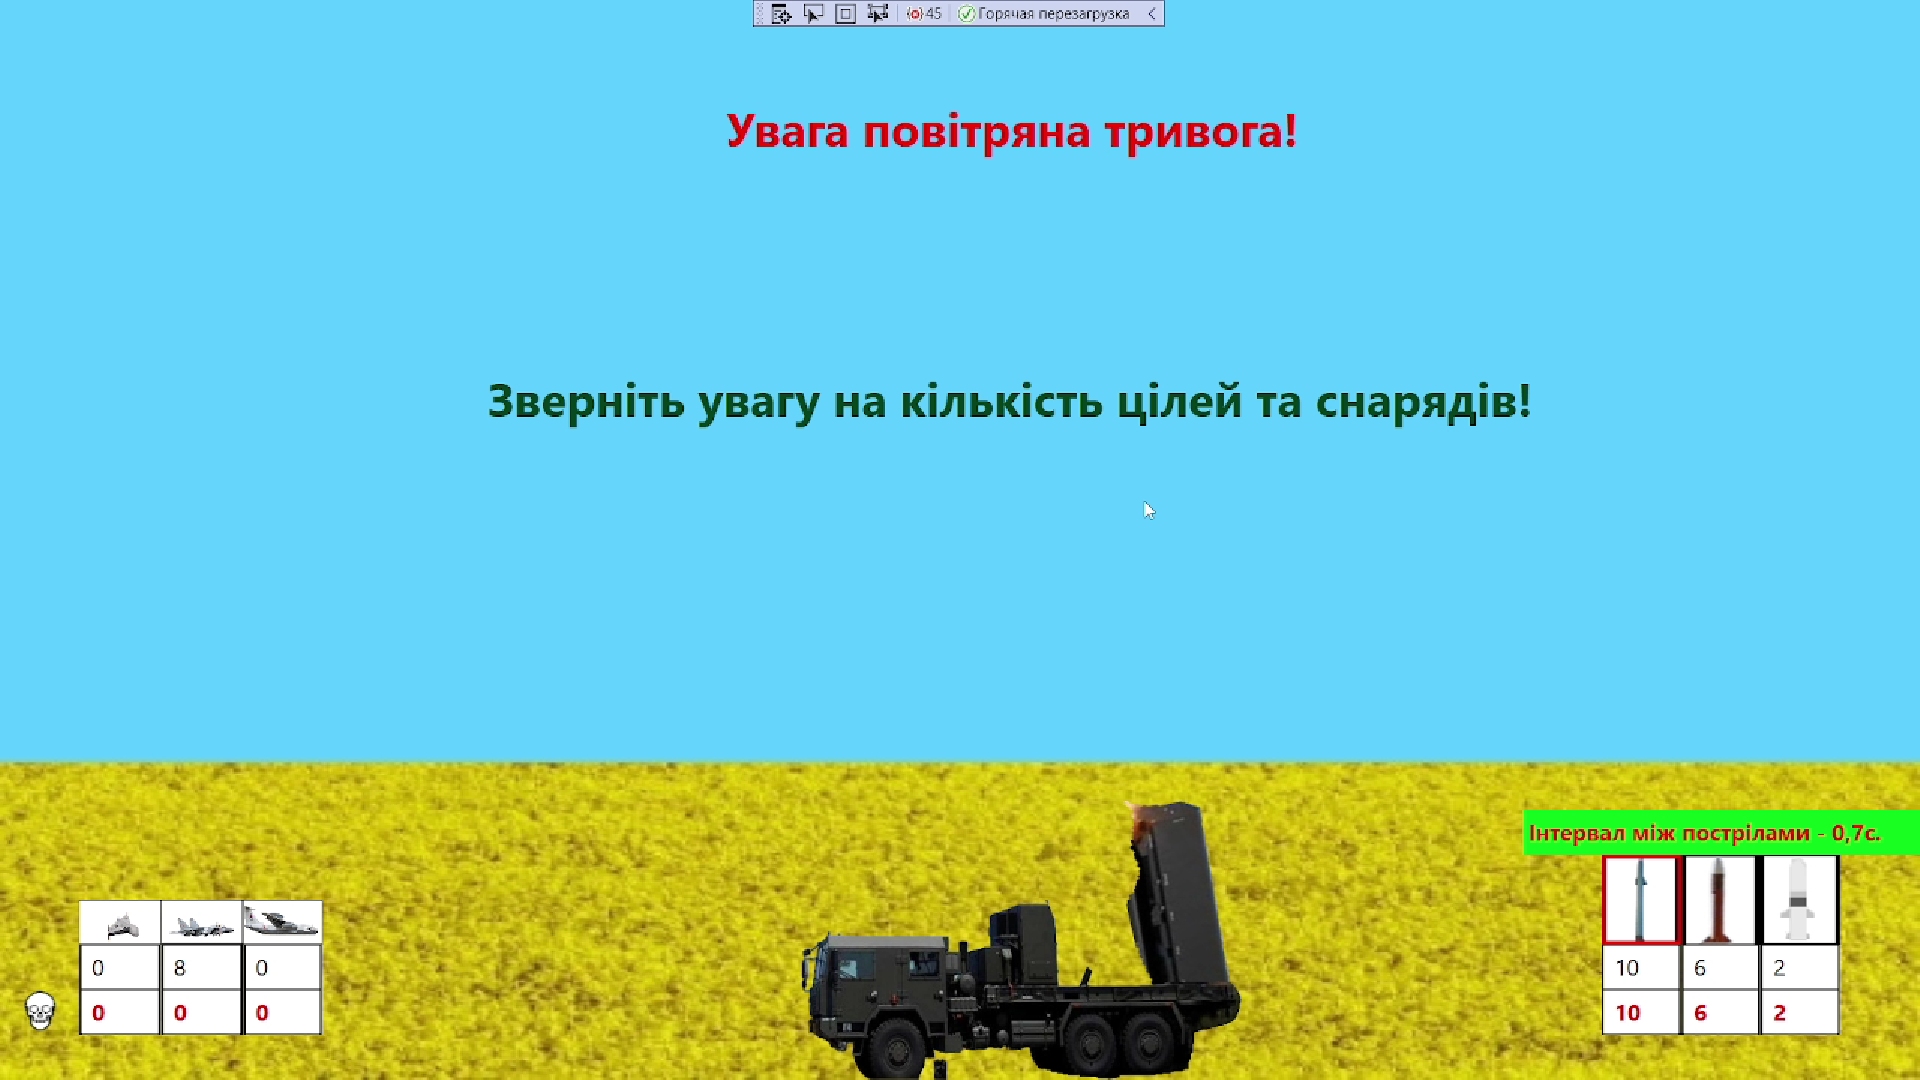 45 Горячая перезагрузка
Увага повітряна тривога!
Зверніть увагу на кількість цілей та снарядів!
Інтервал між пострілами - 0,7с.
0 8 0
0 0 0
10 6 2
10 6 2